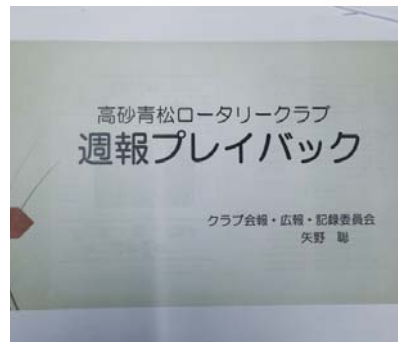 高砂青松ロータリークラブ
週報プレイバック
クラブ会報・広報・記録委員会
矢野 聡